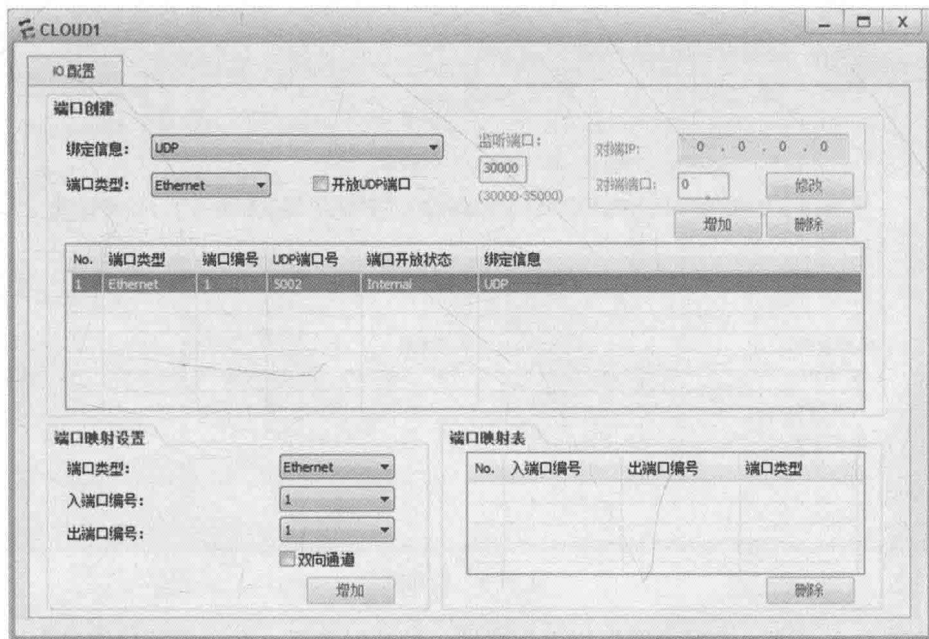 CLOUD1
IO 配置
端口创建
绑定信息: UDP
监听端口:
30000
(30000-35000)
对端IP: 0 . 0 . 0 . 0
端口类型: Ethernet 开放UDP端口
对端端口: 0 修改
增加 删除
No. 端口类型 端口编号 UDP端口号 端口开放状态 绑定信息
1 Ethernet 1 5002 Internal UDP
端口映射设置
端口类型: Ethernet
入端口编号: 1
出端口编号: 1
双向通道
增加
端口映射表
No. 入端口编号 出端口编号 端口类型
删除